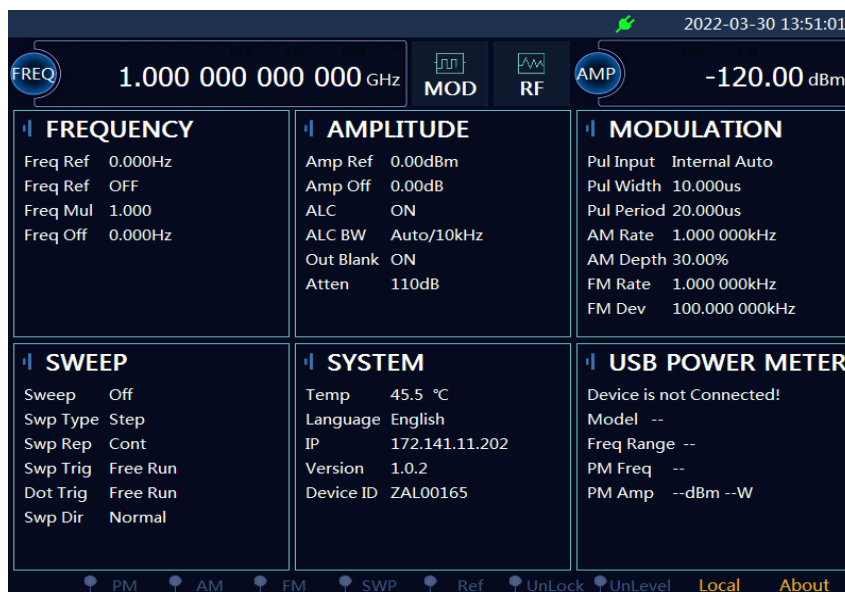 2022-03-30 13:51:01
FREQ 1.000 000 000 000 GHz MOD RF AMP -120.00 dBm
FREQUENCY
Freq Ref 0.000Hz
Freq Ref OFF
Freq Mul 1.000
Freq Off 0.000Hz
AMPLITUDE
Amp Ref 0.00dBm
Amp Off 0.00dB
ALC ON
ALC BW Auto/10kHz
Out Blank ON
Atten 110dB
MODULATION
Pul Input Internal Auto
Pul Width 10.000us
Pul Period 20.000us
AM Rate 1.000 000kHz
AM Depth 30.00%
FM Rate 1.000 000kHz
FM Dev 100.000 000kHz
SWEEP
Sweep Off
Swp Type Step
Swp Rep Cont
Swp Trig Free Run
Dot Trig Free Run
Swp Dir Normal
SYSTEM
Temp 45.5 ℃
Language English
IP 172.141.11.202
Version 1.0.2
Device ID ZAL00165
USB POWER METER
Device is not Connected!
Model --
Freq Range --
PM Freq --
PM Amp --dBm --W
PM AM FM SWP Ref UnLock UnLevel Local About